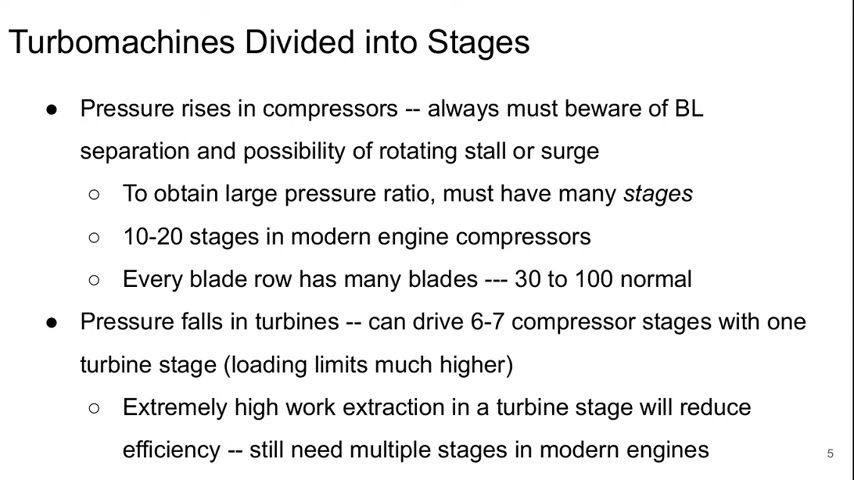 Turbomachines Divided into Stages
● Pressure rises in compressors -- always must beware of BL
separation and possibility of rotating stall or surge
○ To obtain large pressure ratio, must have many stages
○ 10-20 stages in modern engine compressors
○ Every blade row has many blades --- 30 to 100 normal
● Pressure falls in turbines -- can drive 6-7 compressor stages with one
turbine stage (loading limits much higher)
○ Extremely high work extraction in a turbine stage will reduce
efficiency -- still need multiple stages in modern engines
5